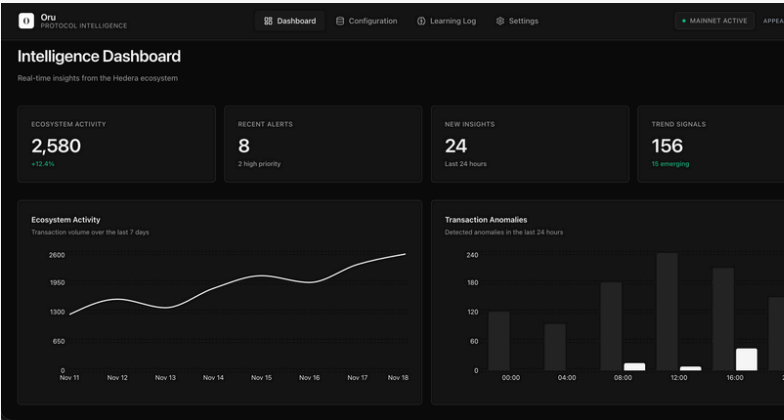 Oru
PROTOCOL INTELLIGENCE
Dashboard
Configuration
Learning Log
Settings
MAINNET ACTIVE
APPEA
Intelligence Dashboard
Real-time insights from the Hedera ecosystem
ECOSYSTEM ACTIVITY
2,580
+12.4%
RECENT ALERTS
8
2 high priority
NEW INSIGHTS
24
Last 24 hours
TREND SIGNALS
156
15 emerging
Ecosystem Activity
Transaction volume over the last 7 days
2600
1950
1300
650
0
Nov 11 Nov 12 Nov 13 Nov 14 Nov 15 Nov 16 Nov 17 Nov 18
Transaction Anomalies
Detected anomalies in the last 24 hours
240
180
120
60
0
00:00 04:00 08:00 12:00 16:00